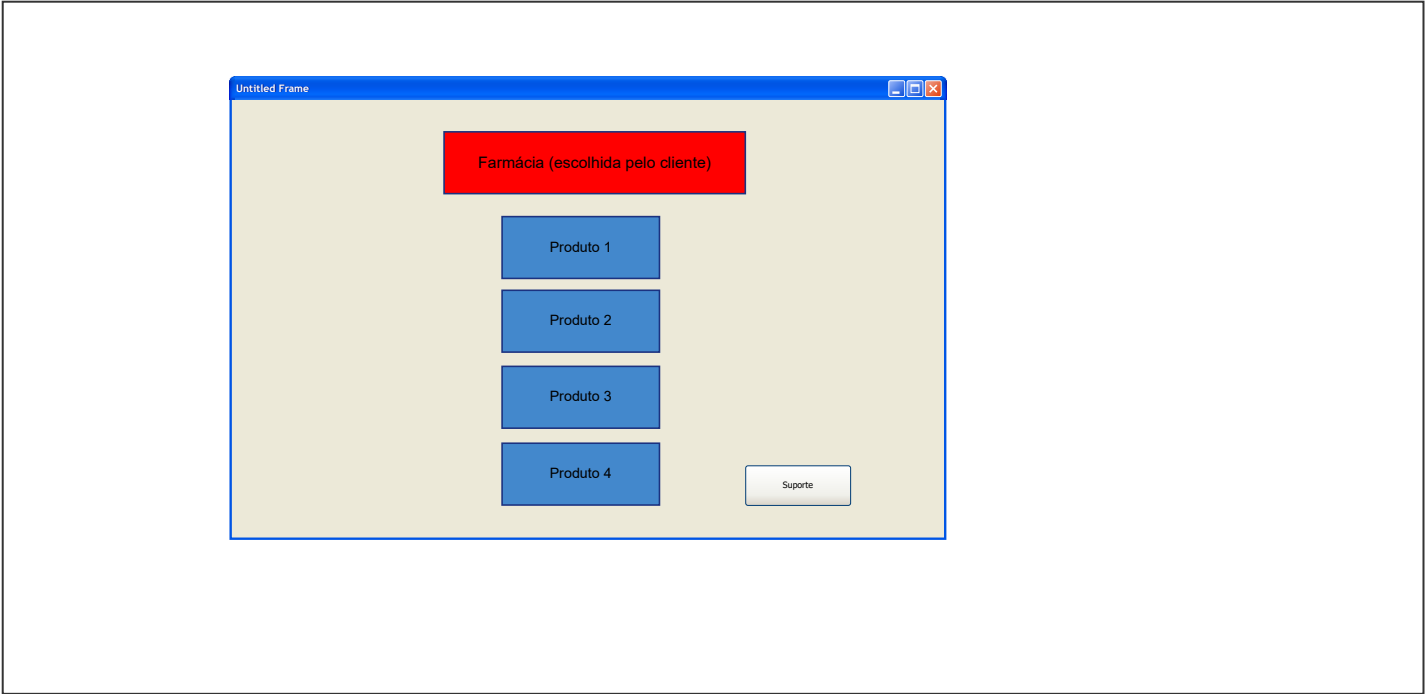 Untitled Frame
Farmácia (escolhida pelo cliente)
Produto 1
Produto 2
Produto 3
Produto 4
Suporte